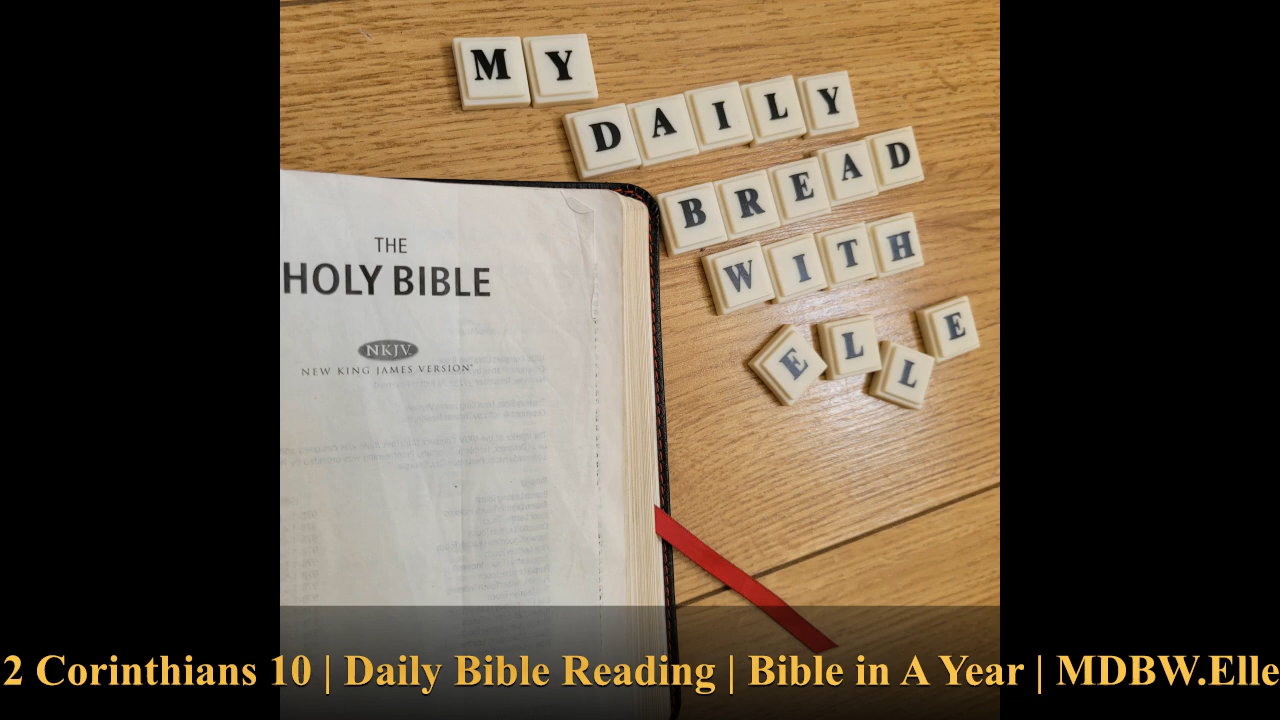 MY
DAILY
BREAD
WITH
ELLE
THE
HOLY BIBLE
NKJV
NEW KING JAMES VERSION®
2 Corinthians 10 | Daily Bible Reading | Bible in A Year | MDBW.Elle